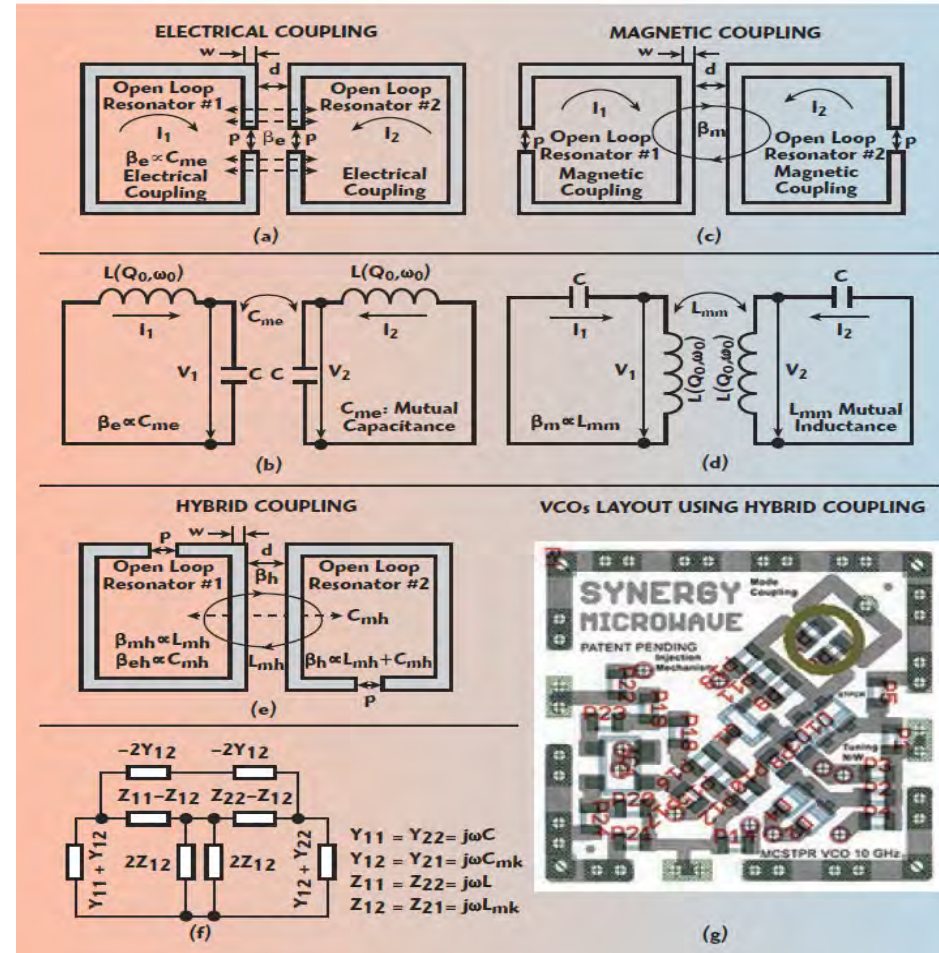 ELECTRICAL COUPLING
w
d
Open Loop
Resonator #1
Open Loop
Resonator #2
I₁
P
βe
P
I₂
βe∝Cme
Electrical
Coupling
Electrical
Coupling
(a)
MAGNETIC COUPLING
w
d
I₁
βm
I₂
P
Open Loop
Resonator #1
Magnetic
Coupling
Open Loop
Resonator #2
Magnetic
Coupling
P
(c)
L(Q₀,ω₀)
L(Q₀,ω₀)
I₁
Cme
I₂
V₁
C
C
V₂
βe∝Cme
Cme: Mutual
Capacitance
(b)
C
C
I₁
Lmm
I₂
V₁
L(Q₀,ω₀)
L(Q₀,ω₀)
V₂
βm∝Lmm
Lmm Mutual
Inductance
(d)
HYBRID COUPLING
w
p
d
βh
Open Loop
Resonator #1
Open Loop
Resonator #2
Cmh
βmh∝Lmh
βeh∝Cmh
Lmh
βh∝Lmh+Cmh
p
(e)
−2Y₁₂
−2Y₁₂
Z₁₁−Z₁₂
Z₂₂−Z₁₂
Y₁₁ + Y₁₂
2Z₁₂
2Z₁₂
Y₁₂ + Y₂₂
Y₁₁ = Y₂₂= jωC
Y₁₂ = Y₂₁= jωCmk
Z₁₁ = Z₂₂= jωL
Z₁₂ = Z₂₁= jωLmk
(f)
VCOs LAYOUT USING HYBRID COUPLING
SYNERGY
MICROWAVE
Mode
Coupling
PATENT PENDING
Injection
Mechanism
Tuning
N/W
MCSTPR VCO 10 GHz
(g)